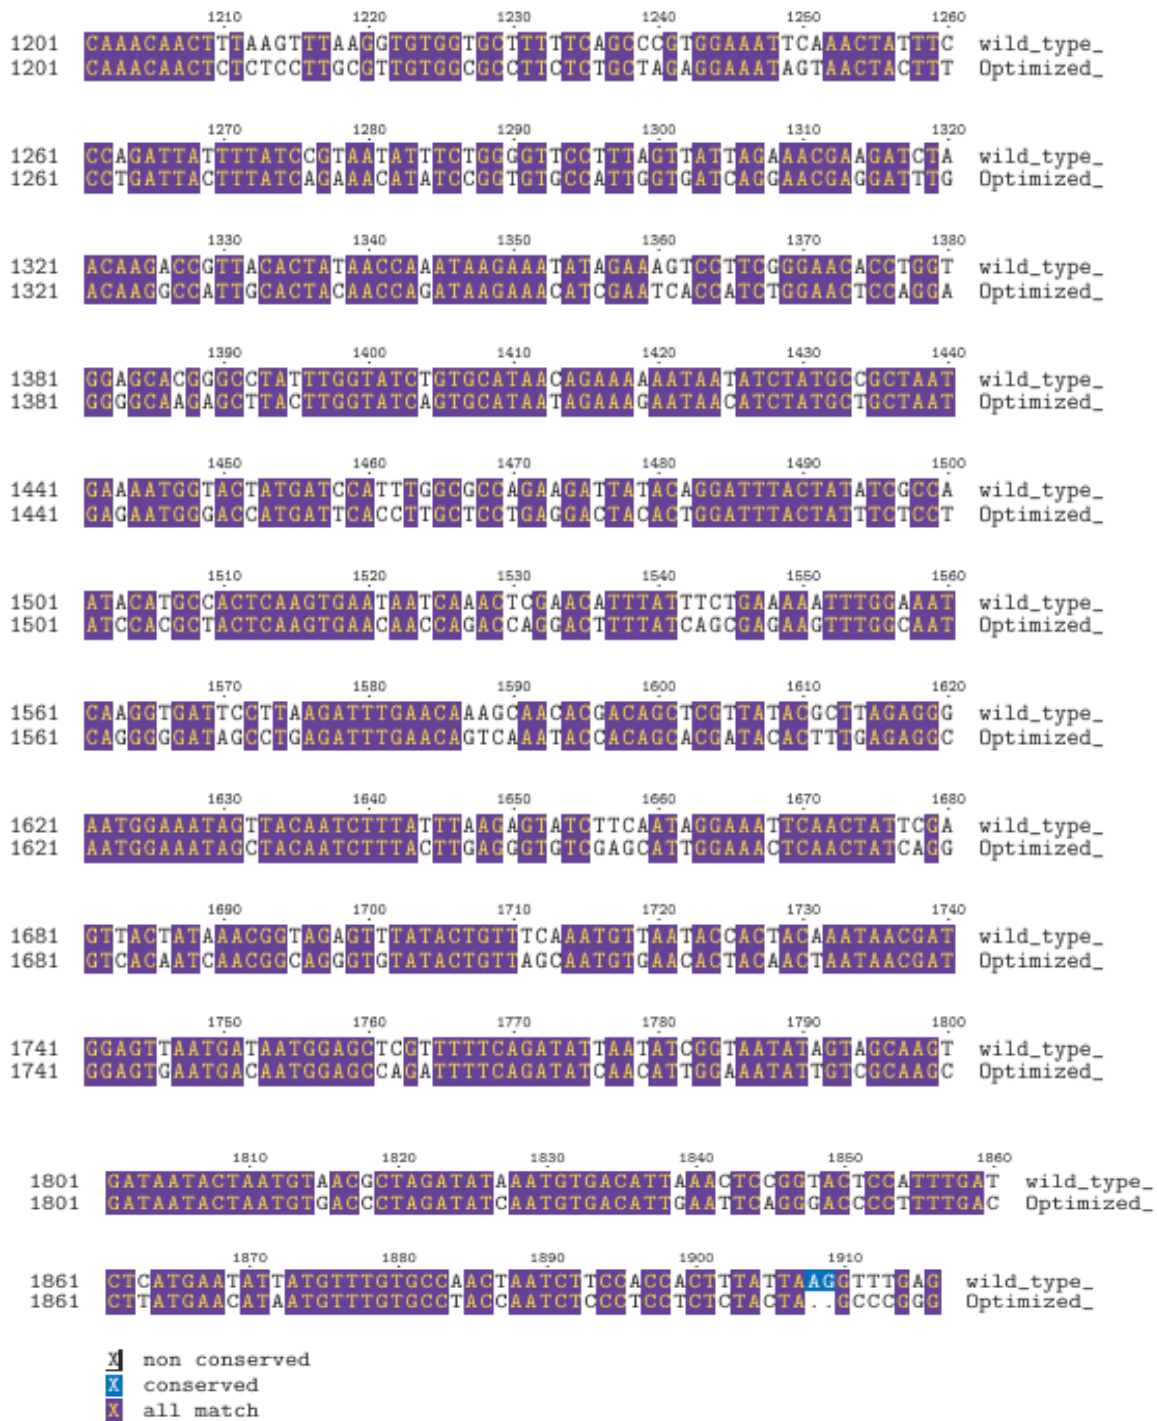 1210 1220 1230 1240 1250 1260
1201 CAAACAACTTTAAGTTTAAGGTGTGGTGCTTTTTCAGCCCGTGGAAATTCAAACTATTTC wild_type_
1201 CAAACAACTCTCTCCTTGCGTTGTGGCGCCTTCTCTGCTAGAGGAAATAGTAACTACTTT Optimized_
1270 1280 1290 1300 1310 1320
1261 CCAGATTATTTTATCCGTAATATTTCTGGGGTTCCTTTAGTTATTAGAAACGAAGATCTA wild_type_
1261 CCTGATTACTTTATCAGAAACATATCCGGTGTGCCATTGGTGATCAGGAACGAGGATTTG Optimized_
1330 1340 1350 1360 1370 1380
1321 ACAAGACCGTTACACTATAACCAAATAAGAAATATAGAAAGTCCTTCGGGAACACCTGGT wild_type_
1321 ACAAGGCCATTGCACTACAACCAGATAAGAAACATCGAATCACCATCTGGAACTCCAGGA Optimized_
1390 1400 1410 1420 1430 1440
1381 GGAGCACGGGCCTATTTGGTATCTGTGCATAACAGAAAAAATAATATCTATGCCGCTAAT wild_type_
1381 GGGGCAAGAGCTTACTTGGTATCAGTGCATAATAGAAAGAATAACATCTATGCTGCTAAT Optimized_
1450 1460 1470 1480 1490 1500
1441 GAAAATGGTACTATGATCCATTTGGCGCCAGAAGATTATACAGGATTTACTATATCGCCA wild_type_
1441 GAGAATGGGACCATGATTCACCTTGCTCCTGAGGACTACACTGGATTTACTATTTCTCCT Optimized_
1510 1520 1530 1540 1550 1560
1501 ATACATGCCACTCAAGTGAATAATCAAACTCGAACATTTATTTCTGAAAAATTTGGAAAT wild_type_
1501 ATCCACGCTACTCAAGTGAACAACCAGACCAGGACTTTTATCAGCGAGAAGTTTGGCAAT Optimized_
1570 1580 1590 1600 1610 1620
1561 CAAGGTGATTCCTTAAGATTTGAACAAAGCAACACGACAGCTCGTTATACGCTTAGAGGG wild_type_
1561 CAGGGGGATAGCCTGAGATTTGAACAGTCAAATACCACAGCACGATACACTTTGAGAGGC Optimized_
1630 1640 1650 1660 1670 1680
1621 AATGGAAATAGTTACAATCTTTATTTAAGAGTATCTTCAATAGGAAATTCAACTATTCGA wild_type_
1621 AATGGAAATAGCTACAATCTTTACTTGAGGGTGTCGAGCATTGGAAACTCAACTATCAGG Optimized_
1690 1700 1710 1720 1730 1740
1681 GTTACTATAAACGGTAGAGTTTATACTGTTTCAAATGTTAATACCACTACAAATAACGAT wild_type_
1681 GTCACAATCAACGGCAGGGTGTATACTGTTAGCAATGTGAACACTACAACTAATAACGAT Optimized_
1750 1760 1770 1780 1790 1800
1741 GGAGTTAATGATAATGGAGCTCGTTTTTCAGATATTAATATCGGTAATATAGTAGCAAGT wild_type_
1741 GGAGTGAATGACAATGGAGCCAGATTTTCAGATATCAACATTGGAAATATTGTCGCAAGC Optimized_
1810 1820 1830 1840 1850 1860
1801 GATAATACTAATGTAACGCTAGATATAAATGTGACATTAAACTCCGGTACTCCATTTGAT wild_type_
1801 GATAATACTAATGTGACCCTAGATATCAATGTGACATTGAATTCAGGGACCCCTTTTGAC Optimized_
1870 1880 1890 1900 1910
1861 CTCATGAATATTATGTTTGTGCCAACTAATCTTCCACCACTTTATTAAGGTTTGAG wild_type_
1861 CTTATGAACATAATGTTTGTGCCTACCAATCTCCCTCCTCTCTACTA..GCCCGGG Optimized_
X non conserved
X conserved
X all match